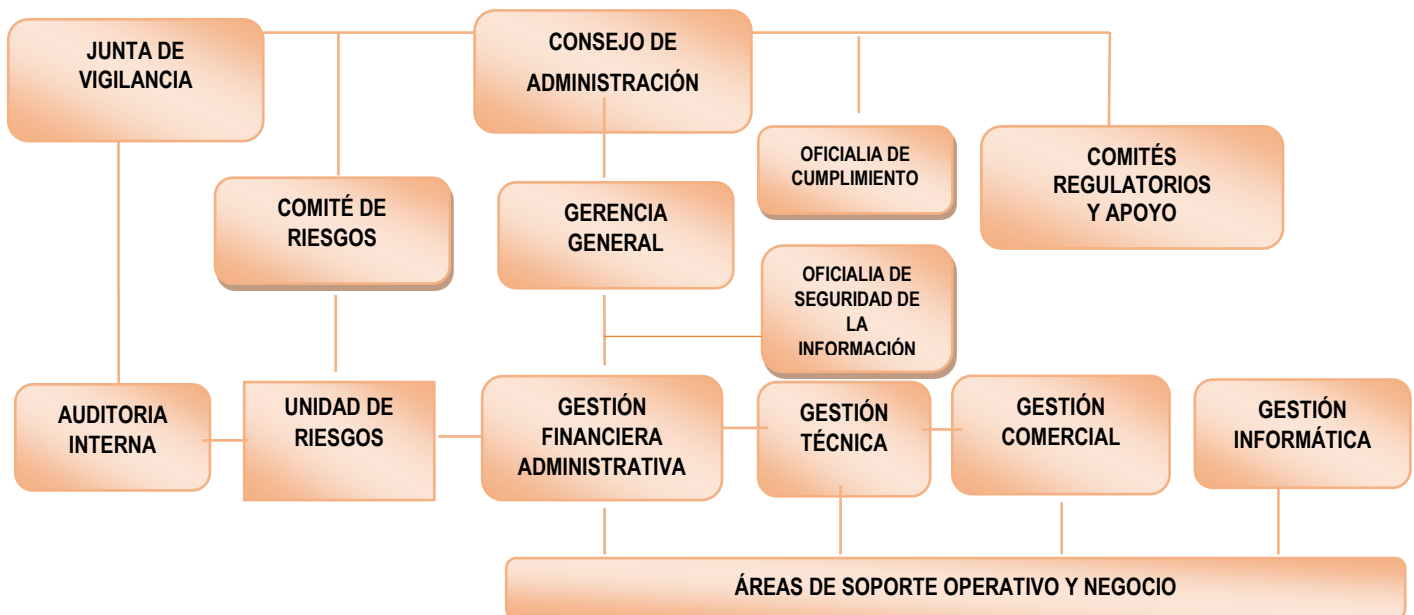 JUNTA DE
VIGILANCIA
CONSEJO DE
ADMINISTRACIÓN
OFICIALIA DE
CUMPLIMIENTO
COMITÉS
REGULATORIOS
Y APOYO
COMITÉ DE
RIESGOS
GERENCIA
GENERAL
OFICIALIA DE
SEGURIDAD DE
LA
INFORMACIÓN
AUDITORIA
INTERNA
UNIDAD DE
RIESGOS
GESTIÓN
FINANCIERA
ADMINISTRATIVA
GESTIÓN
TÉCNICA
GESTIÓN
COMERCIAL
GESTIÓN
INFORMÁTICA
ÁREAS DE SOPORTE OPERATIVO Y NEGOCIO